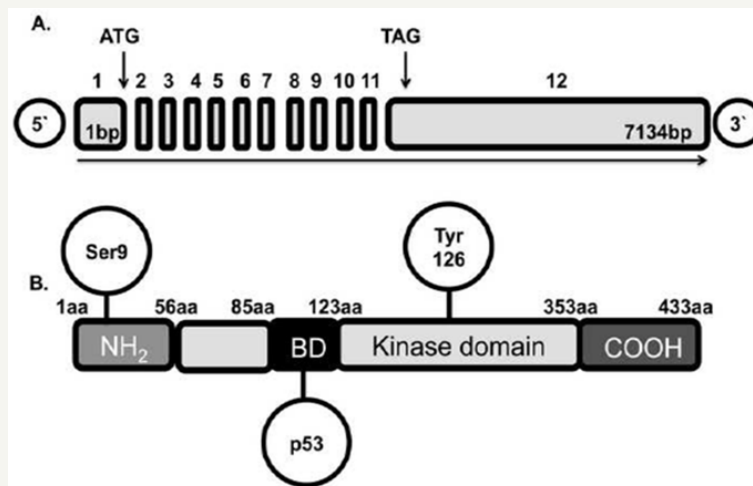 A.
ATG TAG
1 2 3 4 5 6 7 8 9 10 11 12
5` 1bp 7134bp 3`
Ser9
Tyr
126
B.
1aa 56aa 85aa 123aa 353aa 433aa
NH₂ BD Kinase domain COOH
p53